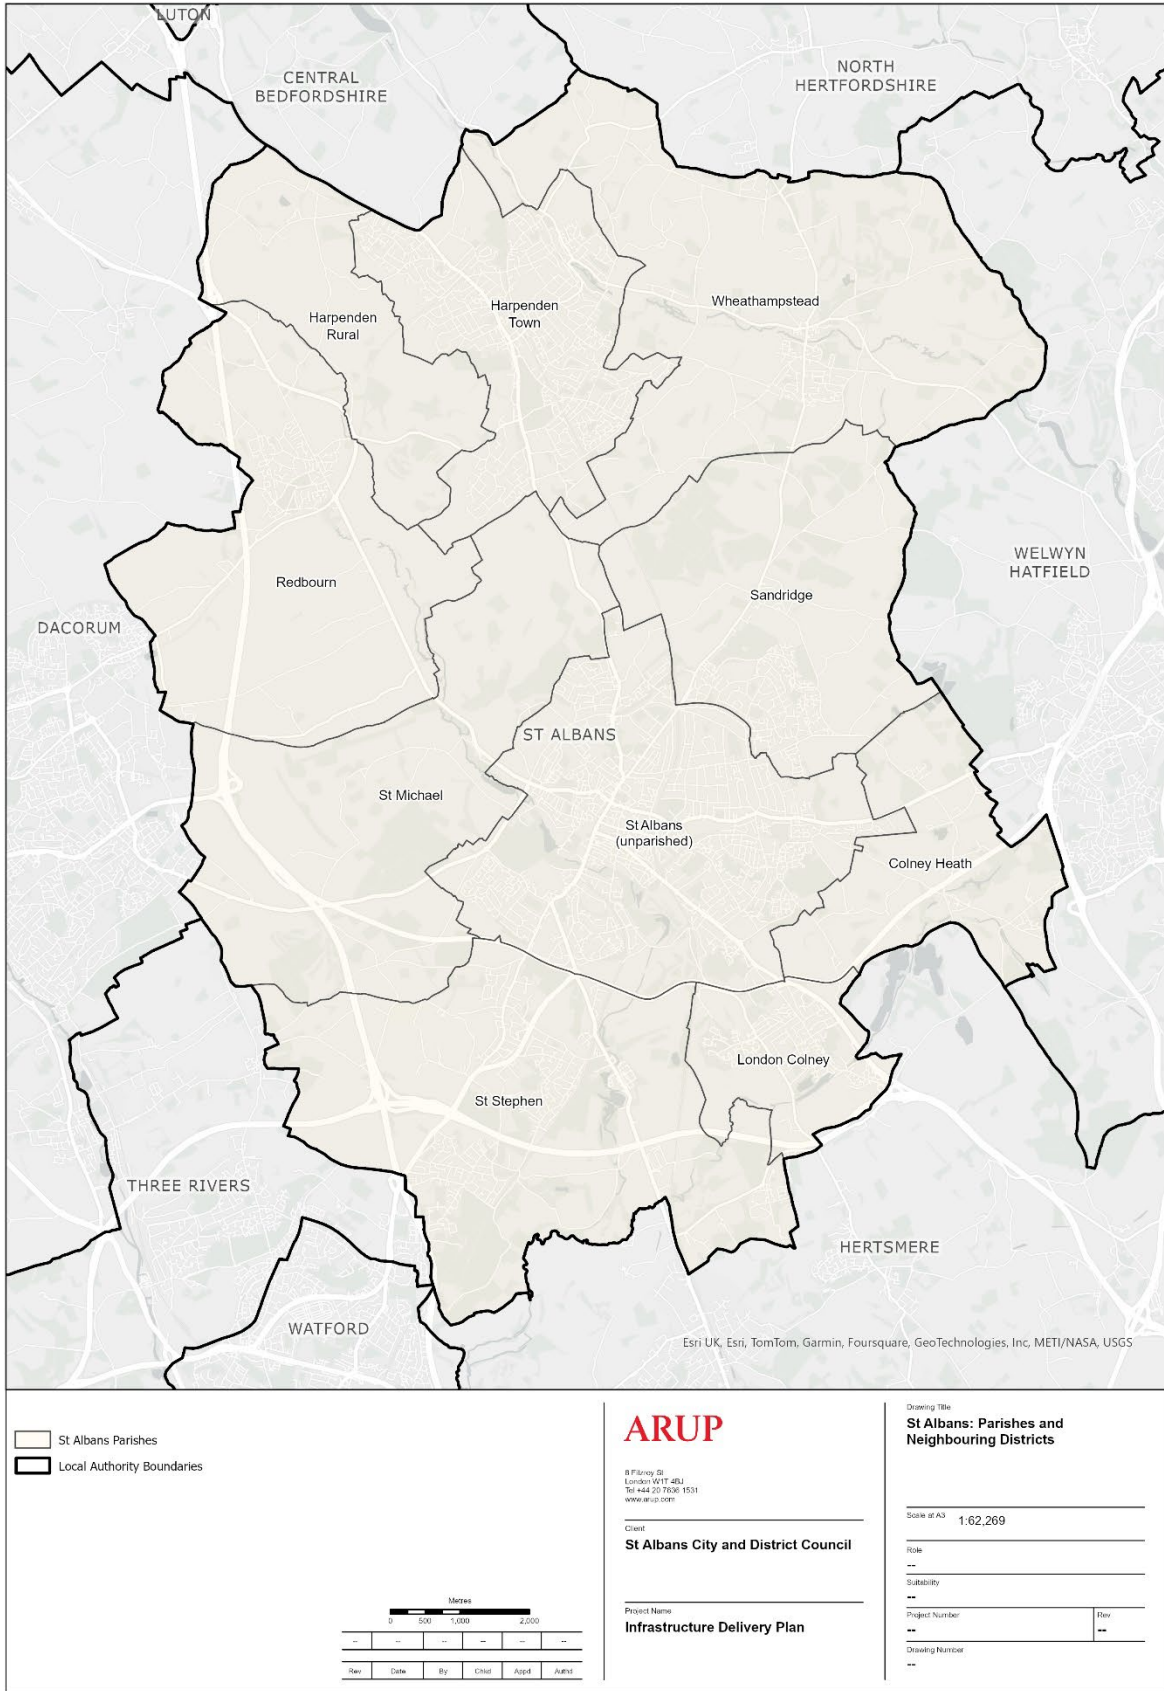 LUTON
CENTRAL
BEDFORDSHIRE
NORTH
HERTFORDSHIRE
Harpenden
Rural
Harpenden
Town
Wheathampstead
Redbourn
Sandridge
WELWYN
HATFIELD
DACORUM
ST ALBANS
St Michael
St Albans
(unparished)
Colney Heath
London Colney
St Stephen
THREE RIVERS
HERTSMERE
WATFORD
Esri UK, Esri, TomTom, Garmin, Foursquare, GeoTechnologies, Inc, METI/NASA, USGS
St Albans Parishes
Local Authority Boundaries
Metres
0 500 1,000 2,000
-- -- -- -- -- --
Rev Date By Chkd Appd Authd
ARUP
8 Fitzroy St
London W1T 4BJ
Tel +44 20 7636 1531
www.arup.com
Client
St Albans City and District Council
Project Name
Infrastructure Delivery Plan
Drawing Title
St Albans: Parishes and
Neighbouring Districts
Scale at A3 1:62,269
Role
--
Suitability
--
Project Number Rev
-- --
Drawing Number
--